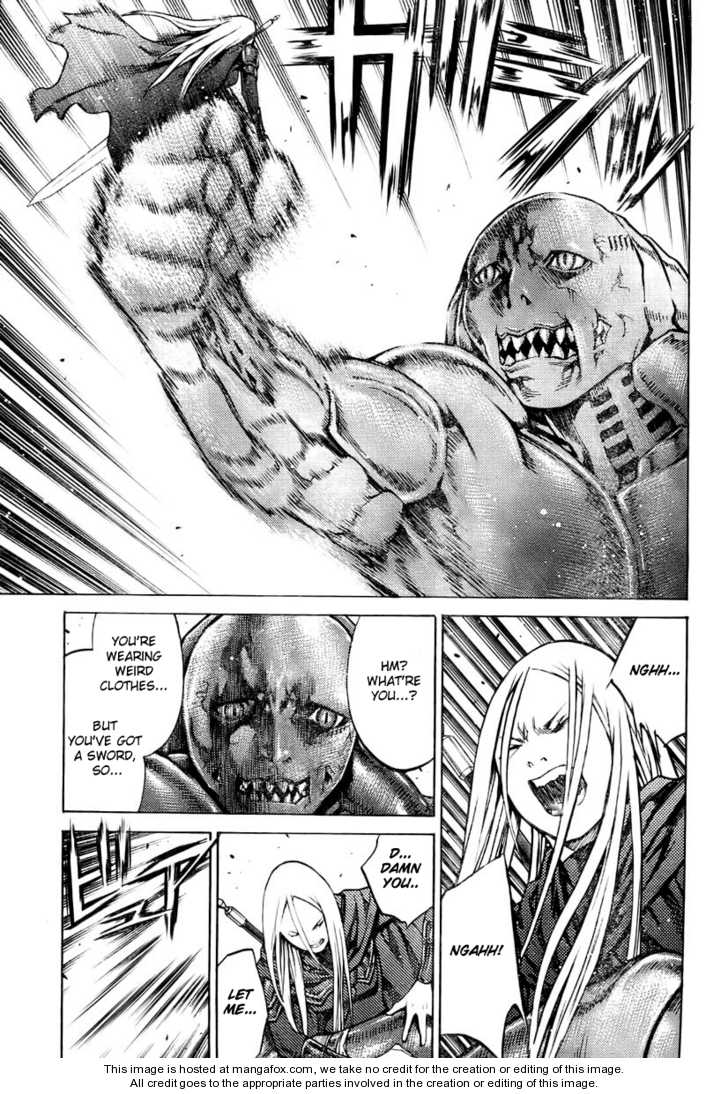 NGHH...
HM?
WHAT'RE
YOU...?
YOU'RE
WEARING
WEIRD
CLOTHES...
BUT
YOU'VE GOT
A SWORD,
SO...
NGAHH!
D...
DAMN
YOU..
LET
ME...
This image is hosted at mangafox.com, we take no credit for the creation or editing of this image.
All credit goes to the appropriate parties involved in the creation or editing of this image.